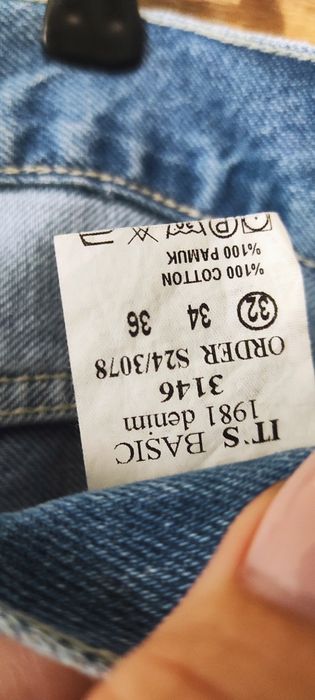 IT'S BASIC
1981 denim
3146
ORDER S24/3078
32 34 36
%100 COTTON
%100 PAMUK